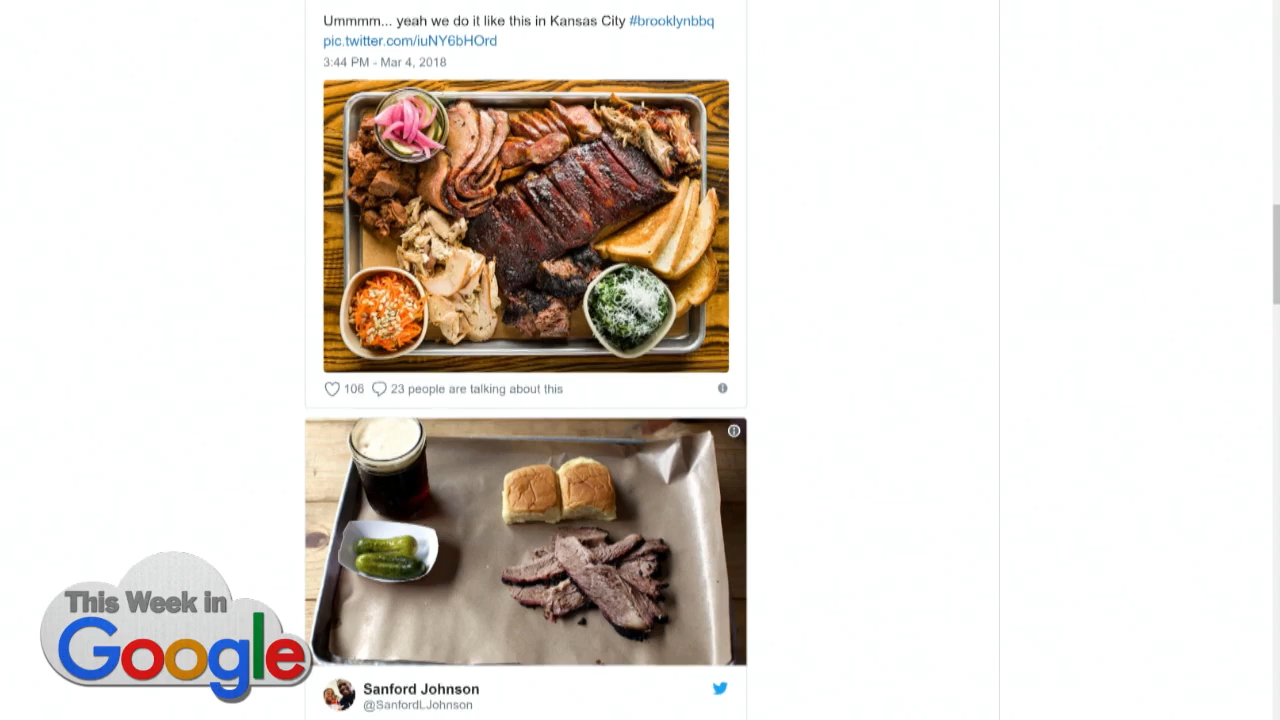 Ummmm... yeah we do it like this in Kansas City #brooklynbbq
pic.twitter.com/iuNY6bHOrd
3:44 PM - Mar 4, 2018
106 23 people are talking about this
This Week in
Google
Sanford Johnson
@SanfordLJohnson